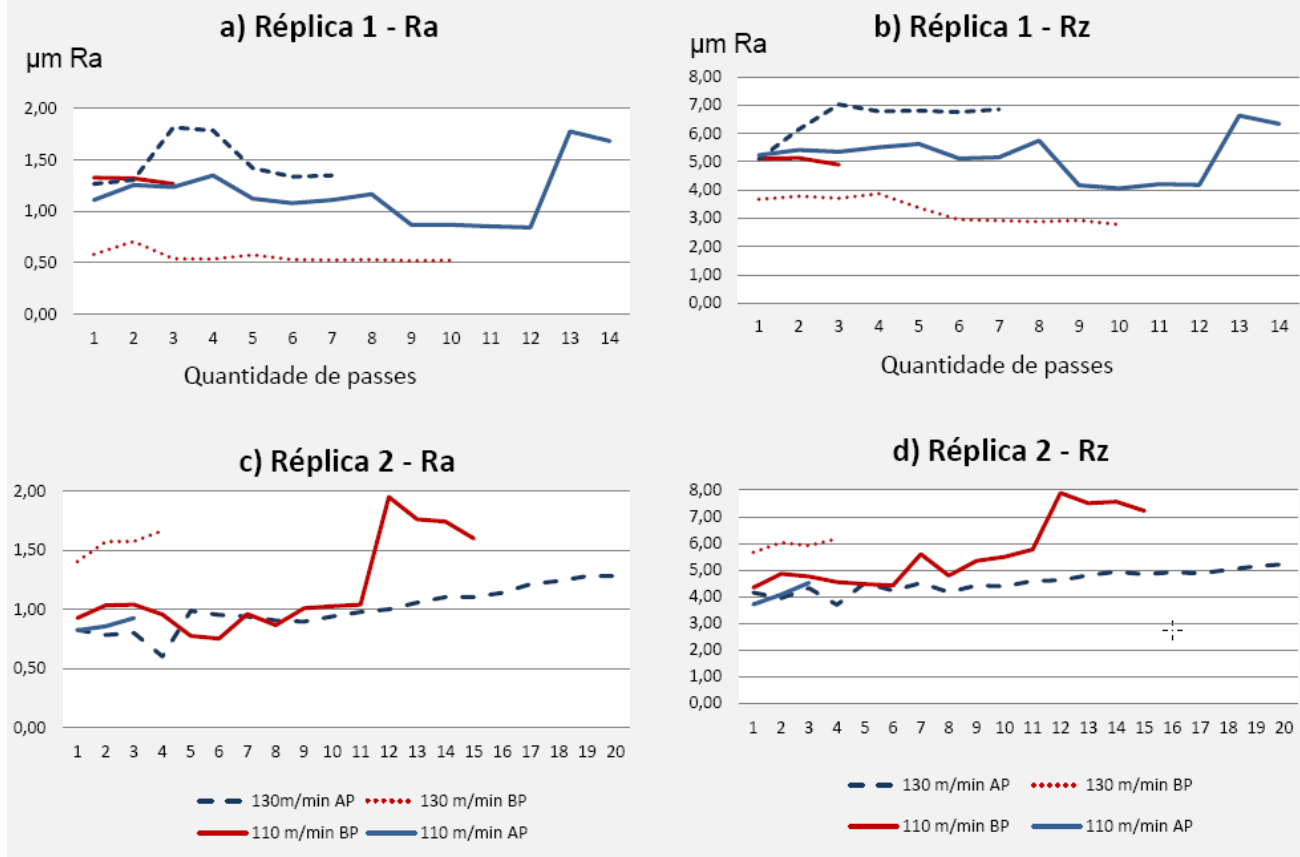 a) Réplica 1 - Ra
µm Ra
2,00
1,50
1,00
0,50
0,00
1 2 3 4 5 6 7 8 9 10 11 12 13 14
Quantidade de passes
b) Réplica 1 - Rz
µm Ra
8,00
7,00
6,00
5,00
4,00
3,00
2,00
1,00
0,00
1 2 3 4 5 6 7 8 9 10 11 12 13 14
Quantidade de passes
c) Réplica 2 - Ra
2,00
1,50
1,00
0,50
0,00
1 2 3 4 5 6 7 8 9 10 11 12 13 14 15 16 17 18 19 20
130m/min AP 130 m/min BP
110 m/min BP 110 m/min AP
d) Réplica 2 - Rz
8,00
7,00
6,00
5,00
4,00
3,00
2,00
1,00
0,00
1 2 3 4 5 6 7 8 9 10 11 12 13 14 15 16 17 18 19 20
130 m/min AP 130 m/min BP
110 m/min BP 110 m/min AP